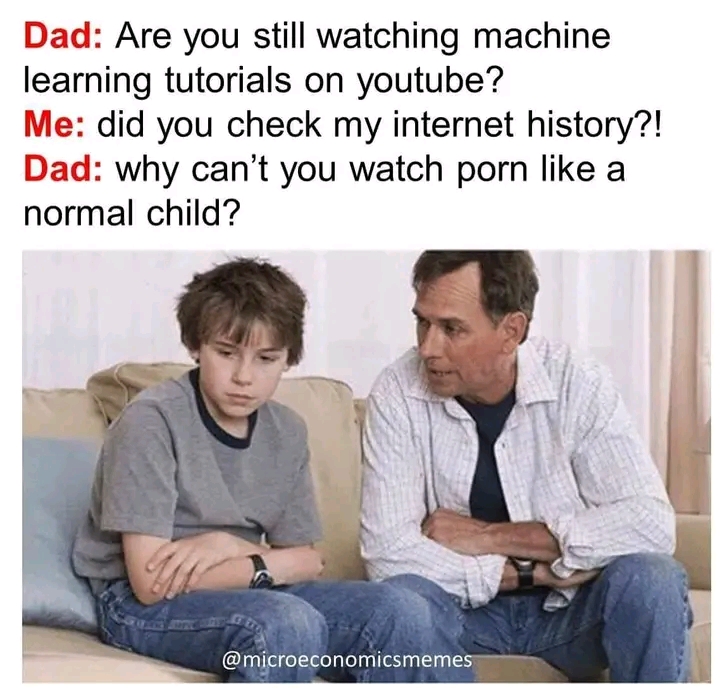 Dad: Are you still watching machine
learning tutorials on youtube?
Me: did you check my internet history?!
Dad: why can’t you watch porn like a
normal child?
@microeconomicsmemes